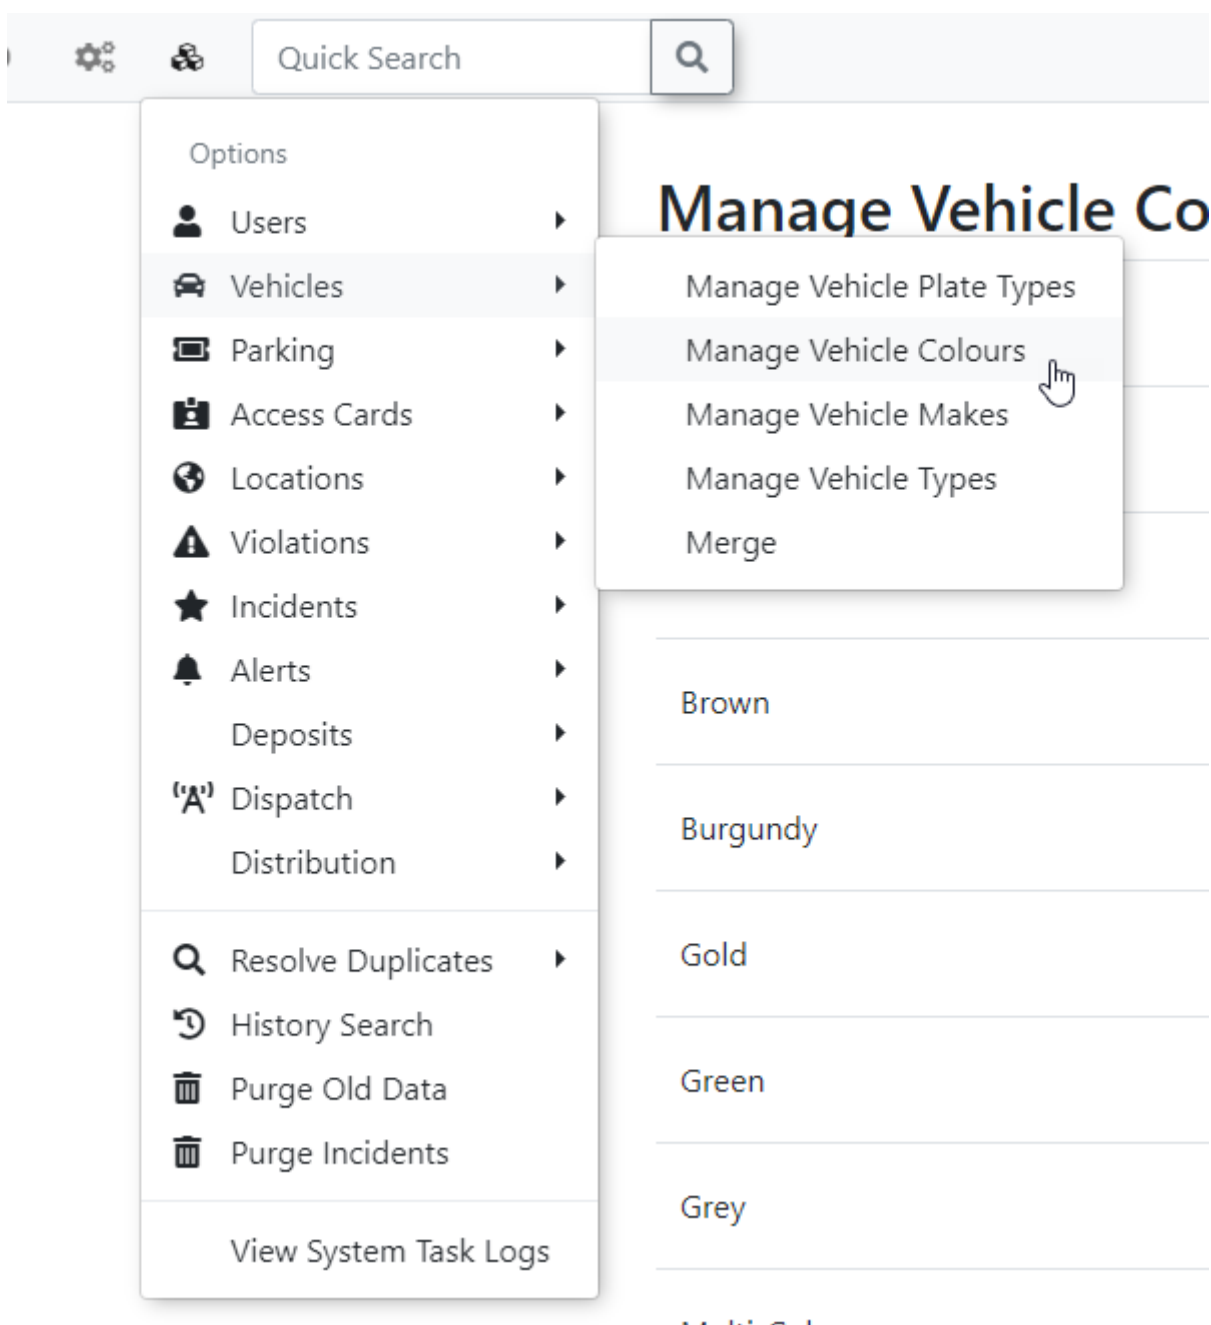 Quick Search
Options
Users
Vehicles
Parking
Access Cards
Locations
Violations
Incidents
Alerts
Deposits
Dispatch
Distribution
Resolve Duplicates
History Search
Purge Old Data
Purge Incidents
View System Task Logs
Manage Vehicle Co
Manage Vehicle Plate Types
Manage Vehicle Colours
Manage Vehicle Makes
Manage Vehicle Types
Merge
Brown
Burgundy
Gold
Green
Grey